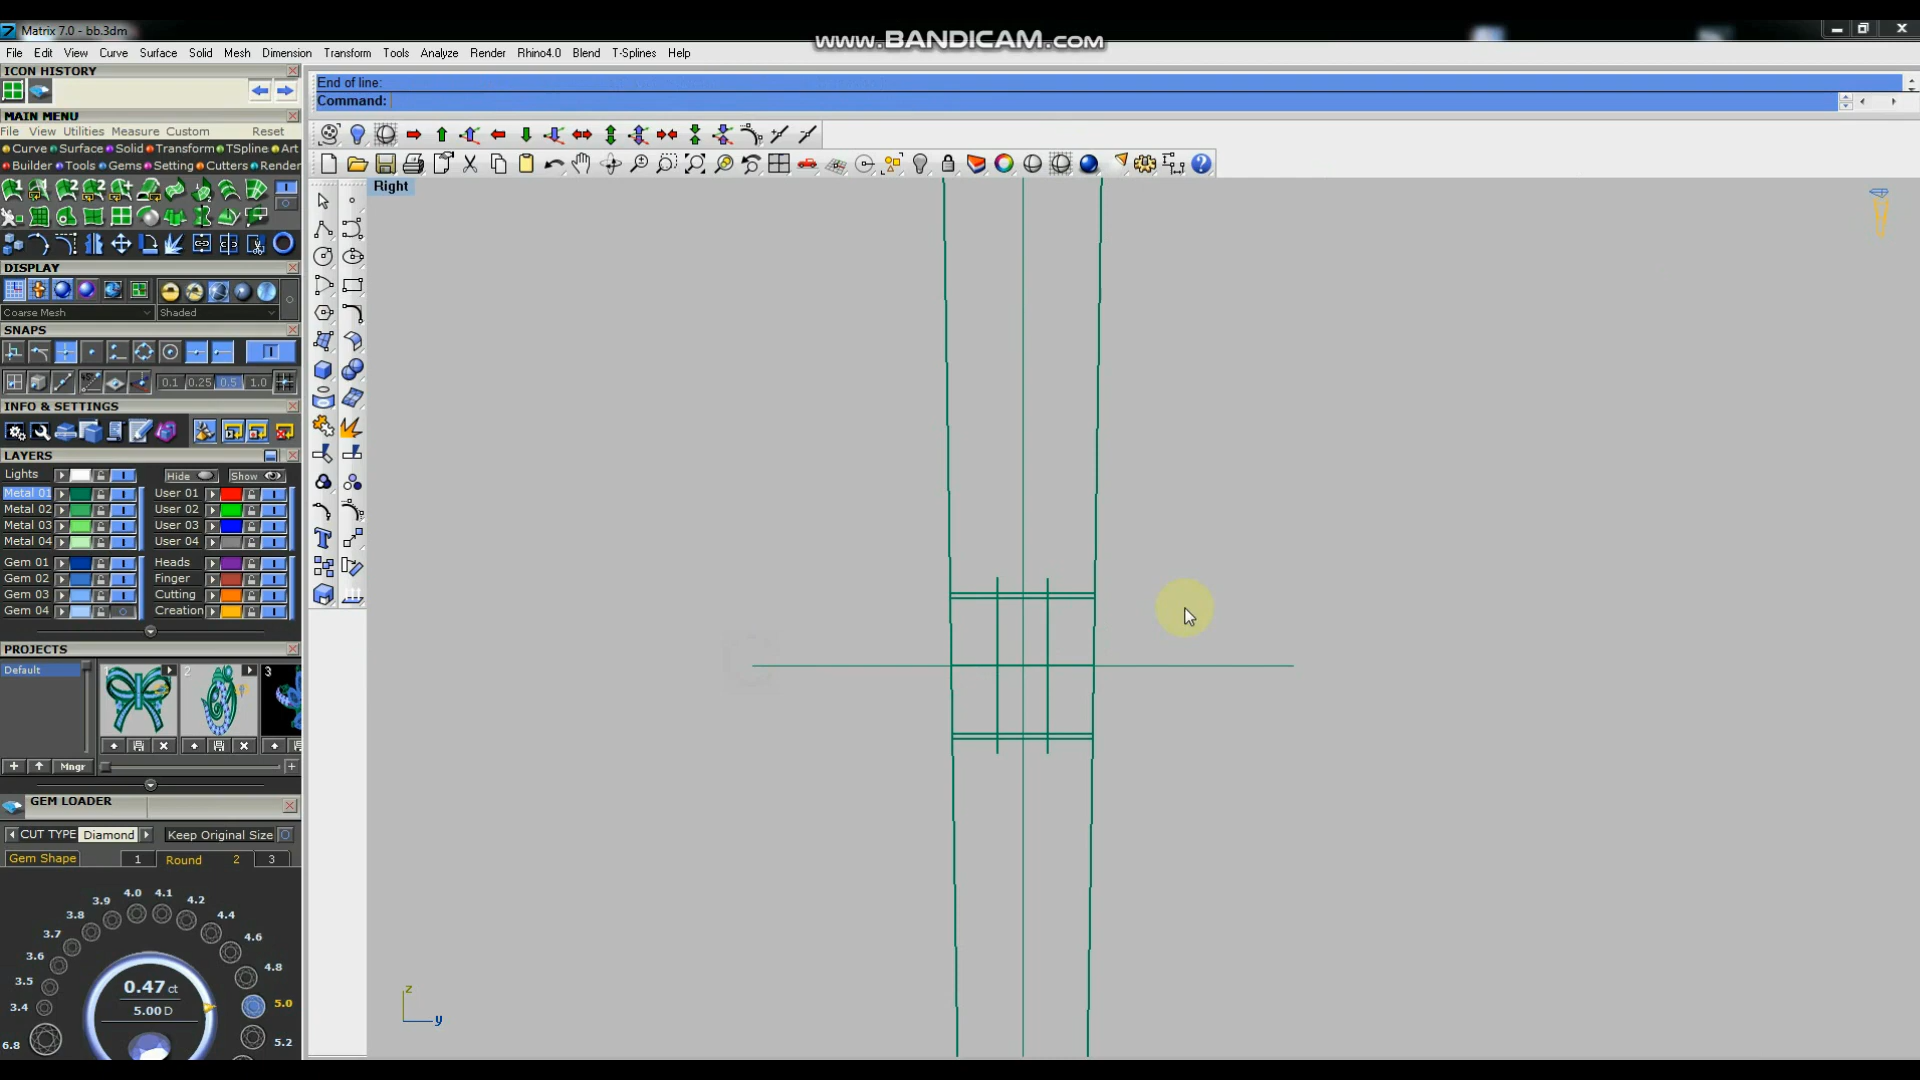 Matrix 7.0 - bb.3dm
www.BANDICAM.com
File Edit View Curve Surface Solid Mesh Dimension Transform Tools Analyze Render Rhino4.0 Blend T-Splines Help
ICON HISTORY
End of line:
Command:
MAIN MENU
File View Utilities Measure Custom Reset
Curve Surface Solid Transform TSpline Art
Builder Tools Gems Setting Cutters Render
Right
DISPLAY
Coarse Mesh Shaded
SNAPS
0.1 0.25 0.5 1.0
INFO & SETTINGS
LAYERS
Lights Hide Show
Metal 01 User 01
Metal 02 User 02
Metal 03 User 03
Metal 04 User 04
Gem 01 Heads
Gem 02 Finger
Gem 03 Cutting
Gem 04 Creation
PROJECTS
Default 1 2 3
Mngr
GEM LOADER
CUT TYPE Diamond Keep Original Size
Gem Shape 1 Round 2 3
4.0 4.1
3.9 4.2
3.8 4.4
3.7 4.6
3.6 4.8
3.5
3.4 0.47 ct 5.0
5.00 D
6.8 5.2
z
y